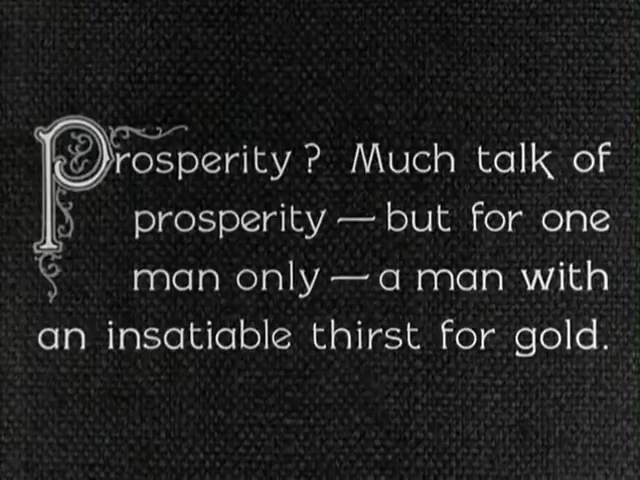 Prosperity? Much talk of
prosperity — but for one
man only — a man with
an insatiable thirst for gold.